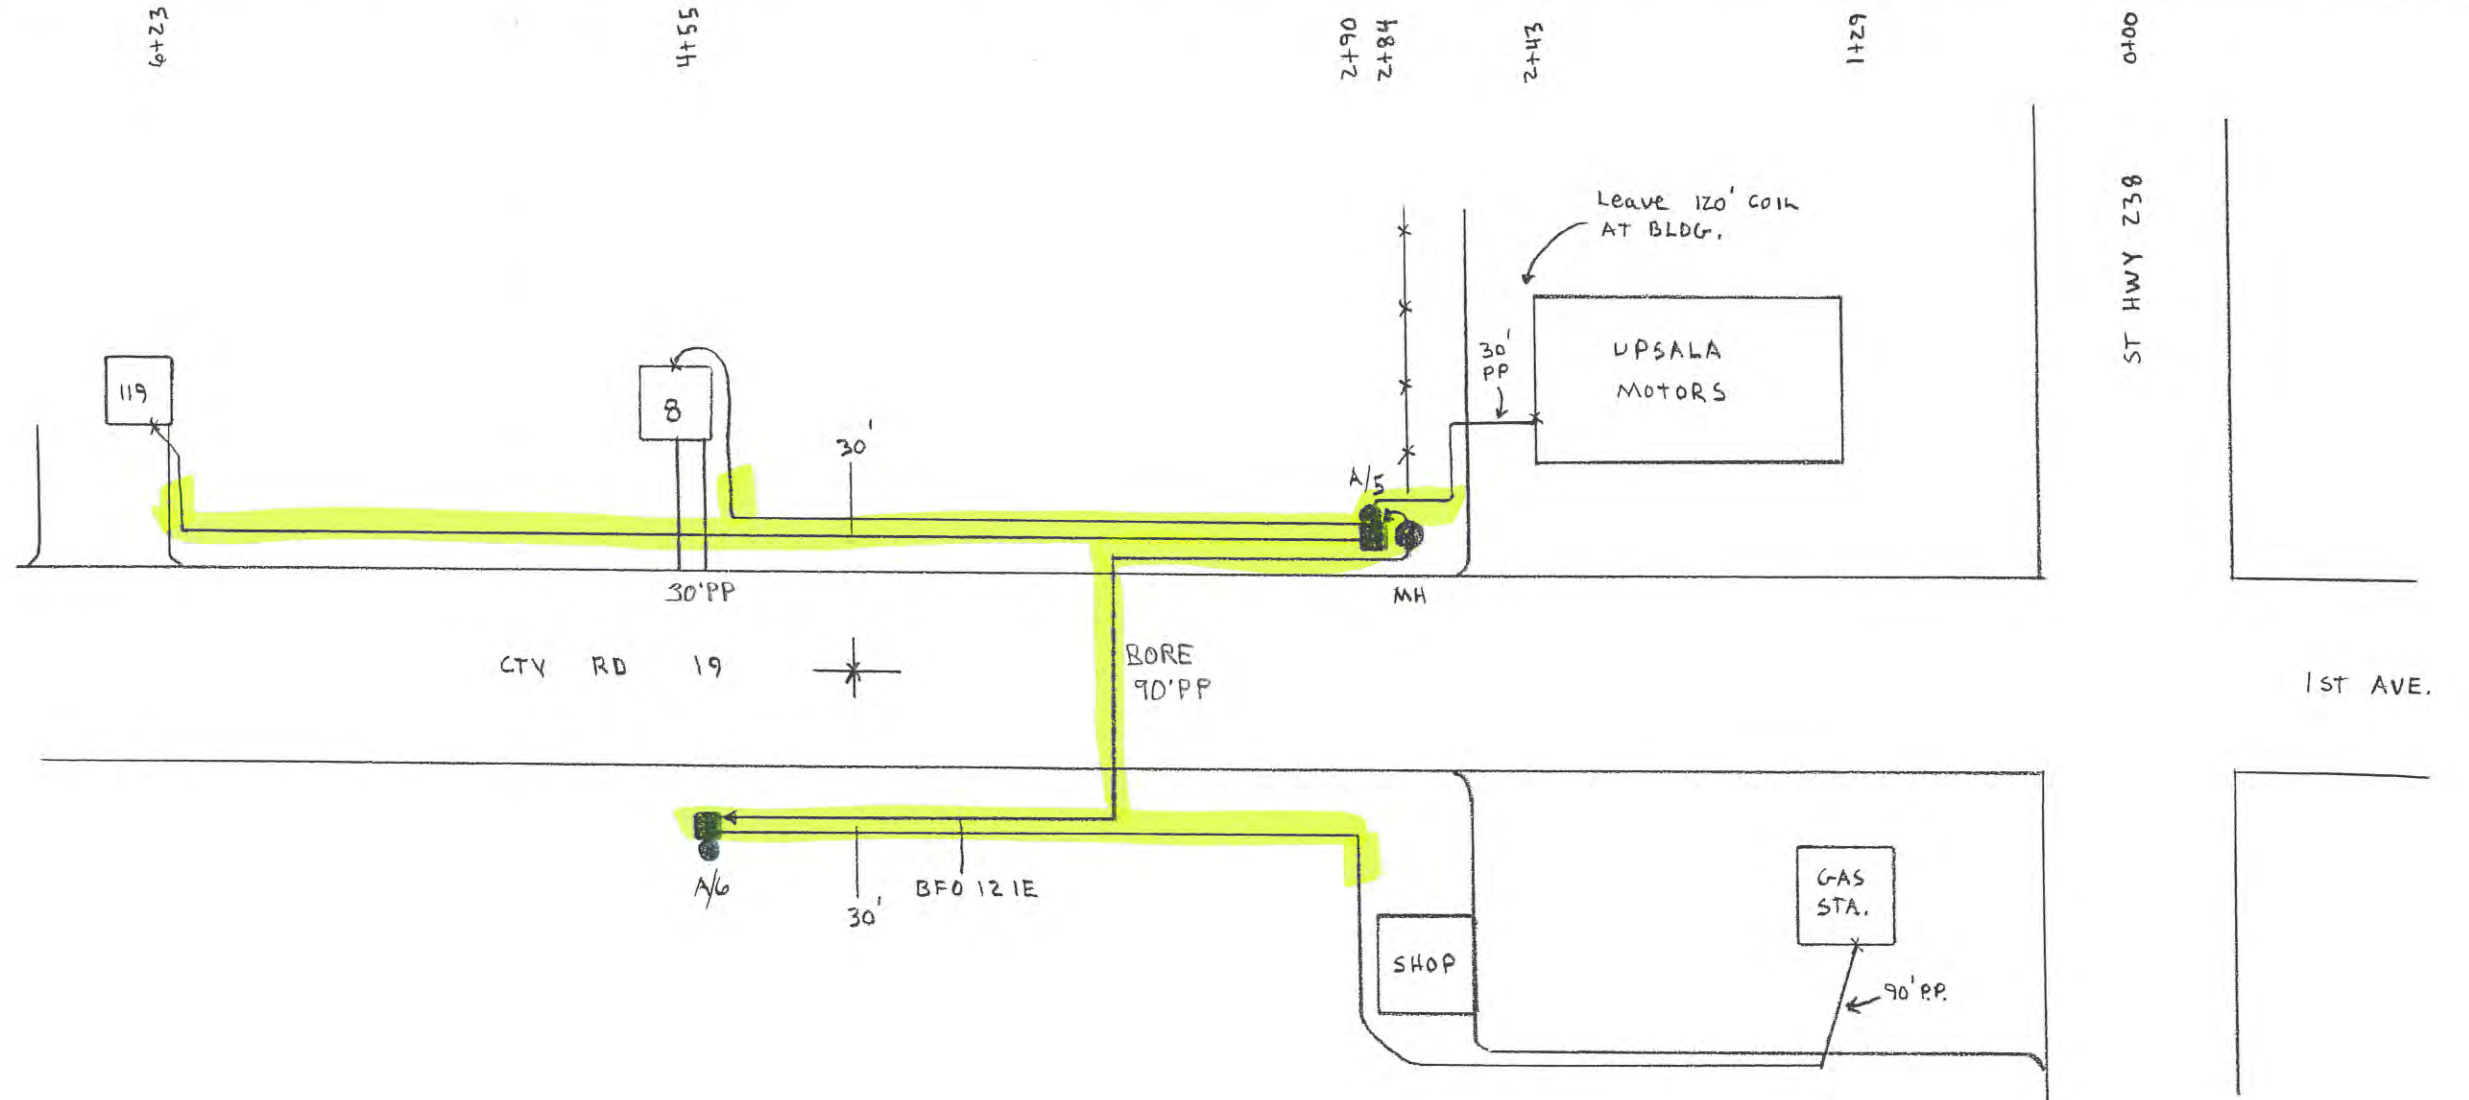 6+23
4+55
2+90
2+84
2+43
1+29
0+00
ST HWY 238
Leave 120' COIL
AT BLDG.
UPSALA
MOTORS
30'
PP
119
8
30'
A/5
30'PP
MH
CTY RD 19
BORE
90'PP
1ST AVE.
A/6
30'
BFO 12 IE
GAS
STA.
SHOP
90'P.P.